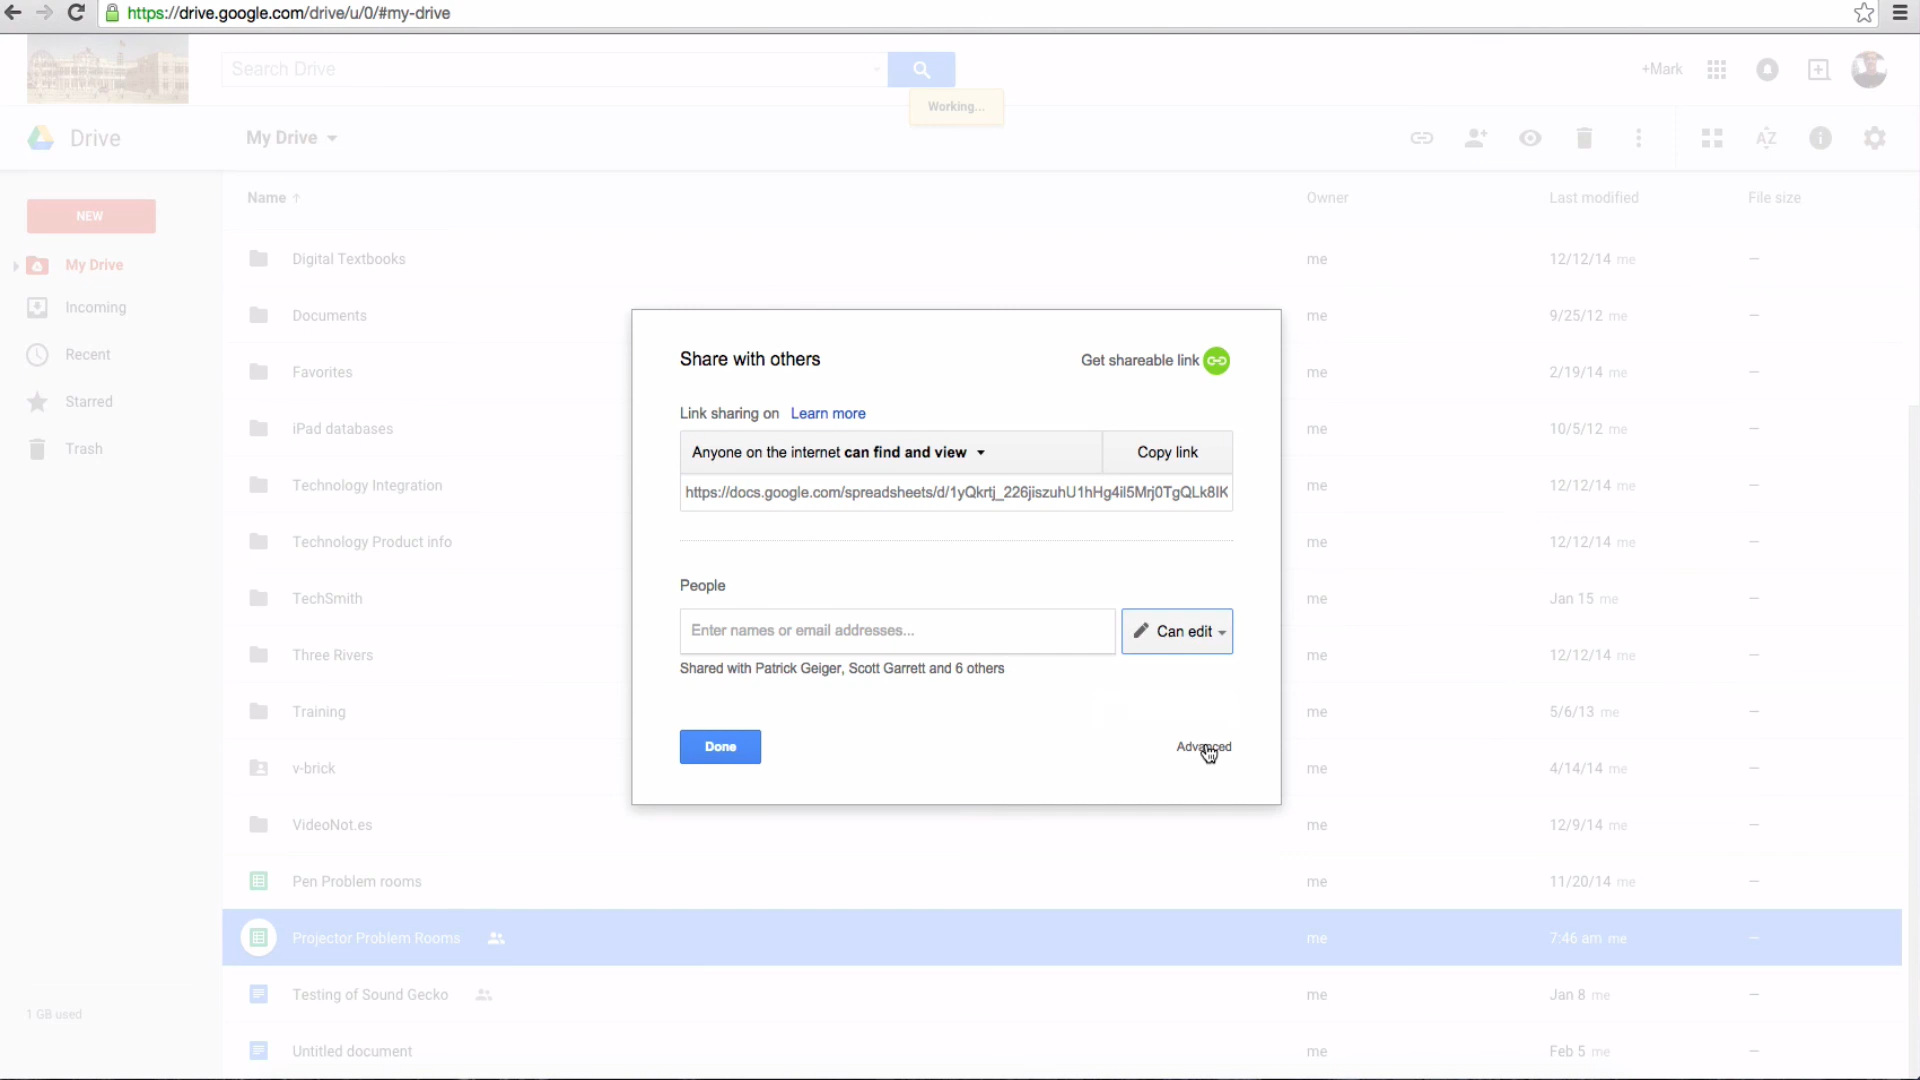 https://drive.google.com/drive/u/0/#my-drive
Search Drive
+Mark
Working...
Drive
My Drive
AZ
NEW
My Drive
Incoming
Recent
Starred
Trash
1 GB used
Name ↑ Owner Last modified File size
Digital Textbooks me 12/12/14 me –
Documents me 9/25/12 me –
Favorites me 2/19/14 me –
iPad databases me 10/5/12 me –
Technology Integration me 12/12/14 me –
Technology Product info me 12/12/14 me –
TechSmith me Jan 15 me –
Three Rivers me 12/12/14 me –
Training me 5/6/13 me –
v-brick me 4/14/14 me –
VideoNot.es me 12/9/14 me –
Pen Problem rooms me 11/20/14 me –
Projector Problem Rooms me 7:46 am me –
Testing of Sound Gecko me Jan 8 me –
Untitled document me Feb 5 me –
Share with others
Get shareable link
Link sharing on Learn more
Anyone on the internet can find and view
Copy link
https://docs.google.com/spreadsheets/d/1yQkrtj_226jiszuhU1hHg4il5Mrj0TgQLk8IK
People
Enter names or email addresses...
Can edit
Shared with Patrick Geiger, Scott Garrett and 6 others
Done
Advanced